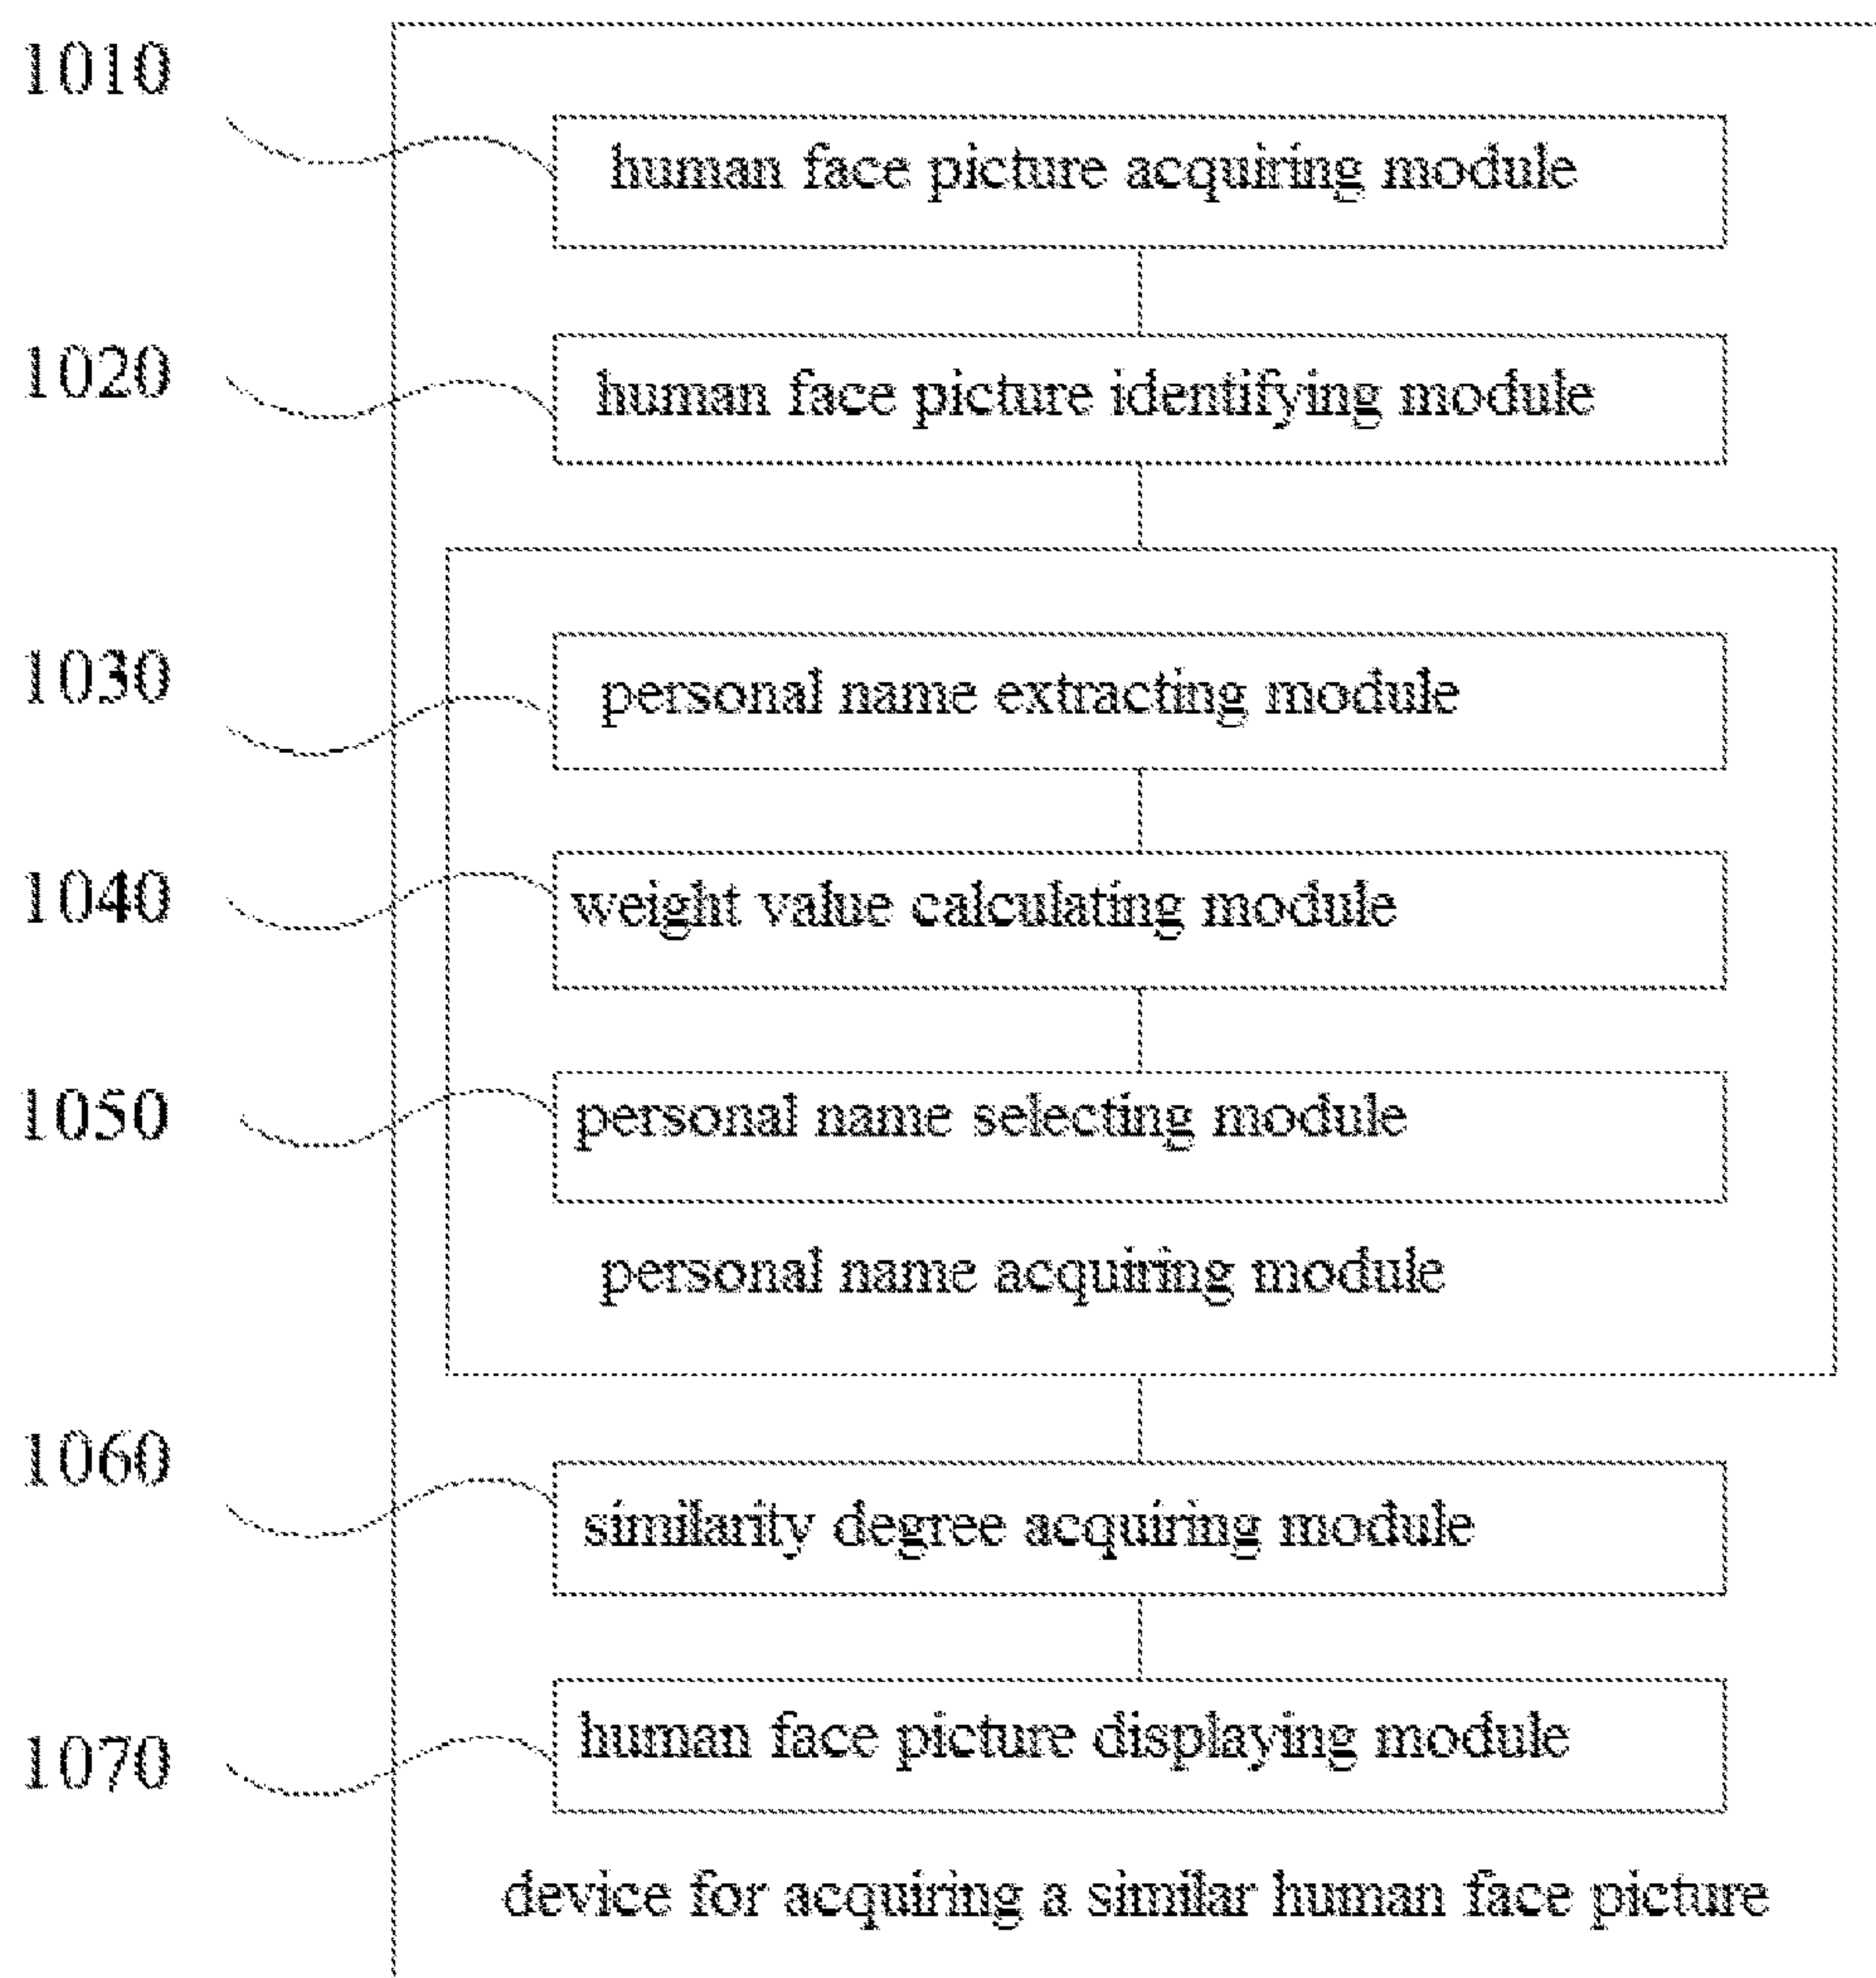 1010
human face picture acquiring module
1020
human face picture identifying module
1030
personal name extracting module
1040
weight value calculating module
1050
personal name selecting module
personal name acquiring module
1060
similarity degree acquiring module
1070
human face picture displaying module
device for acquiring a similar human face picture